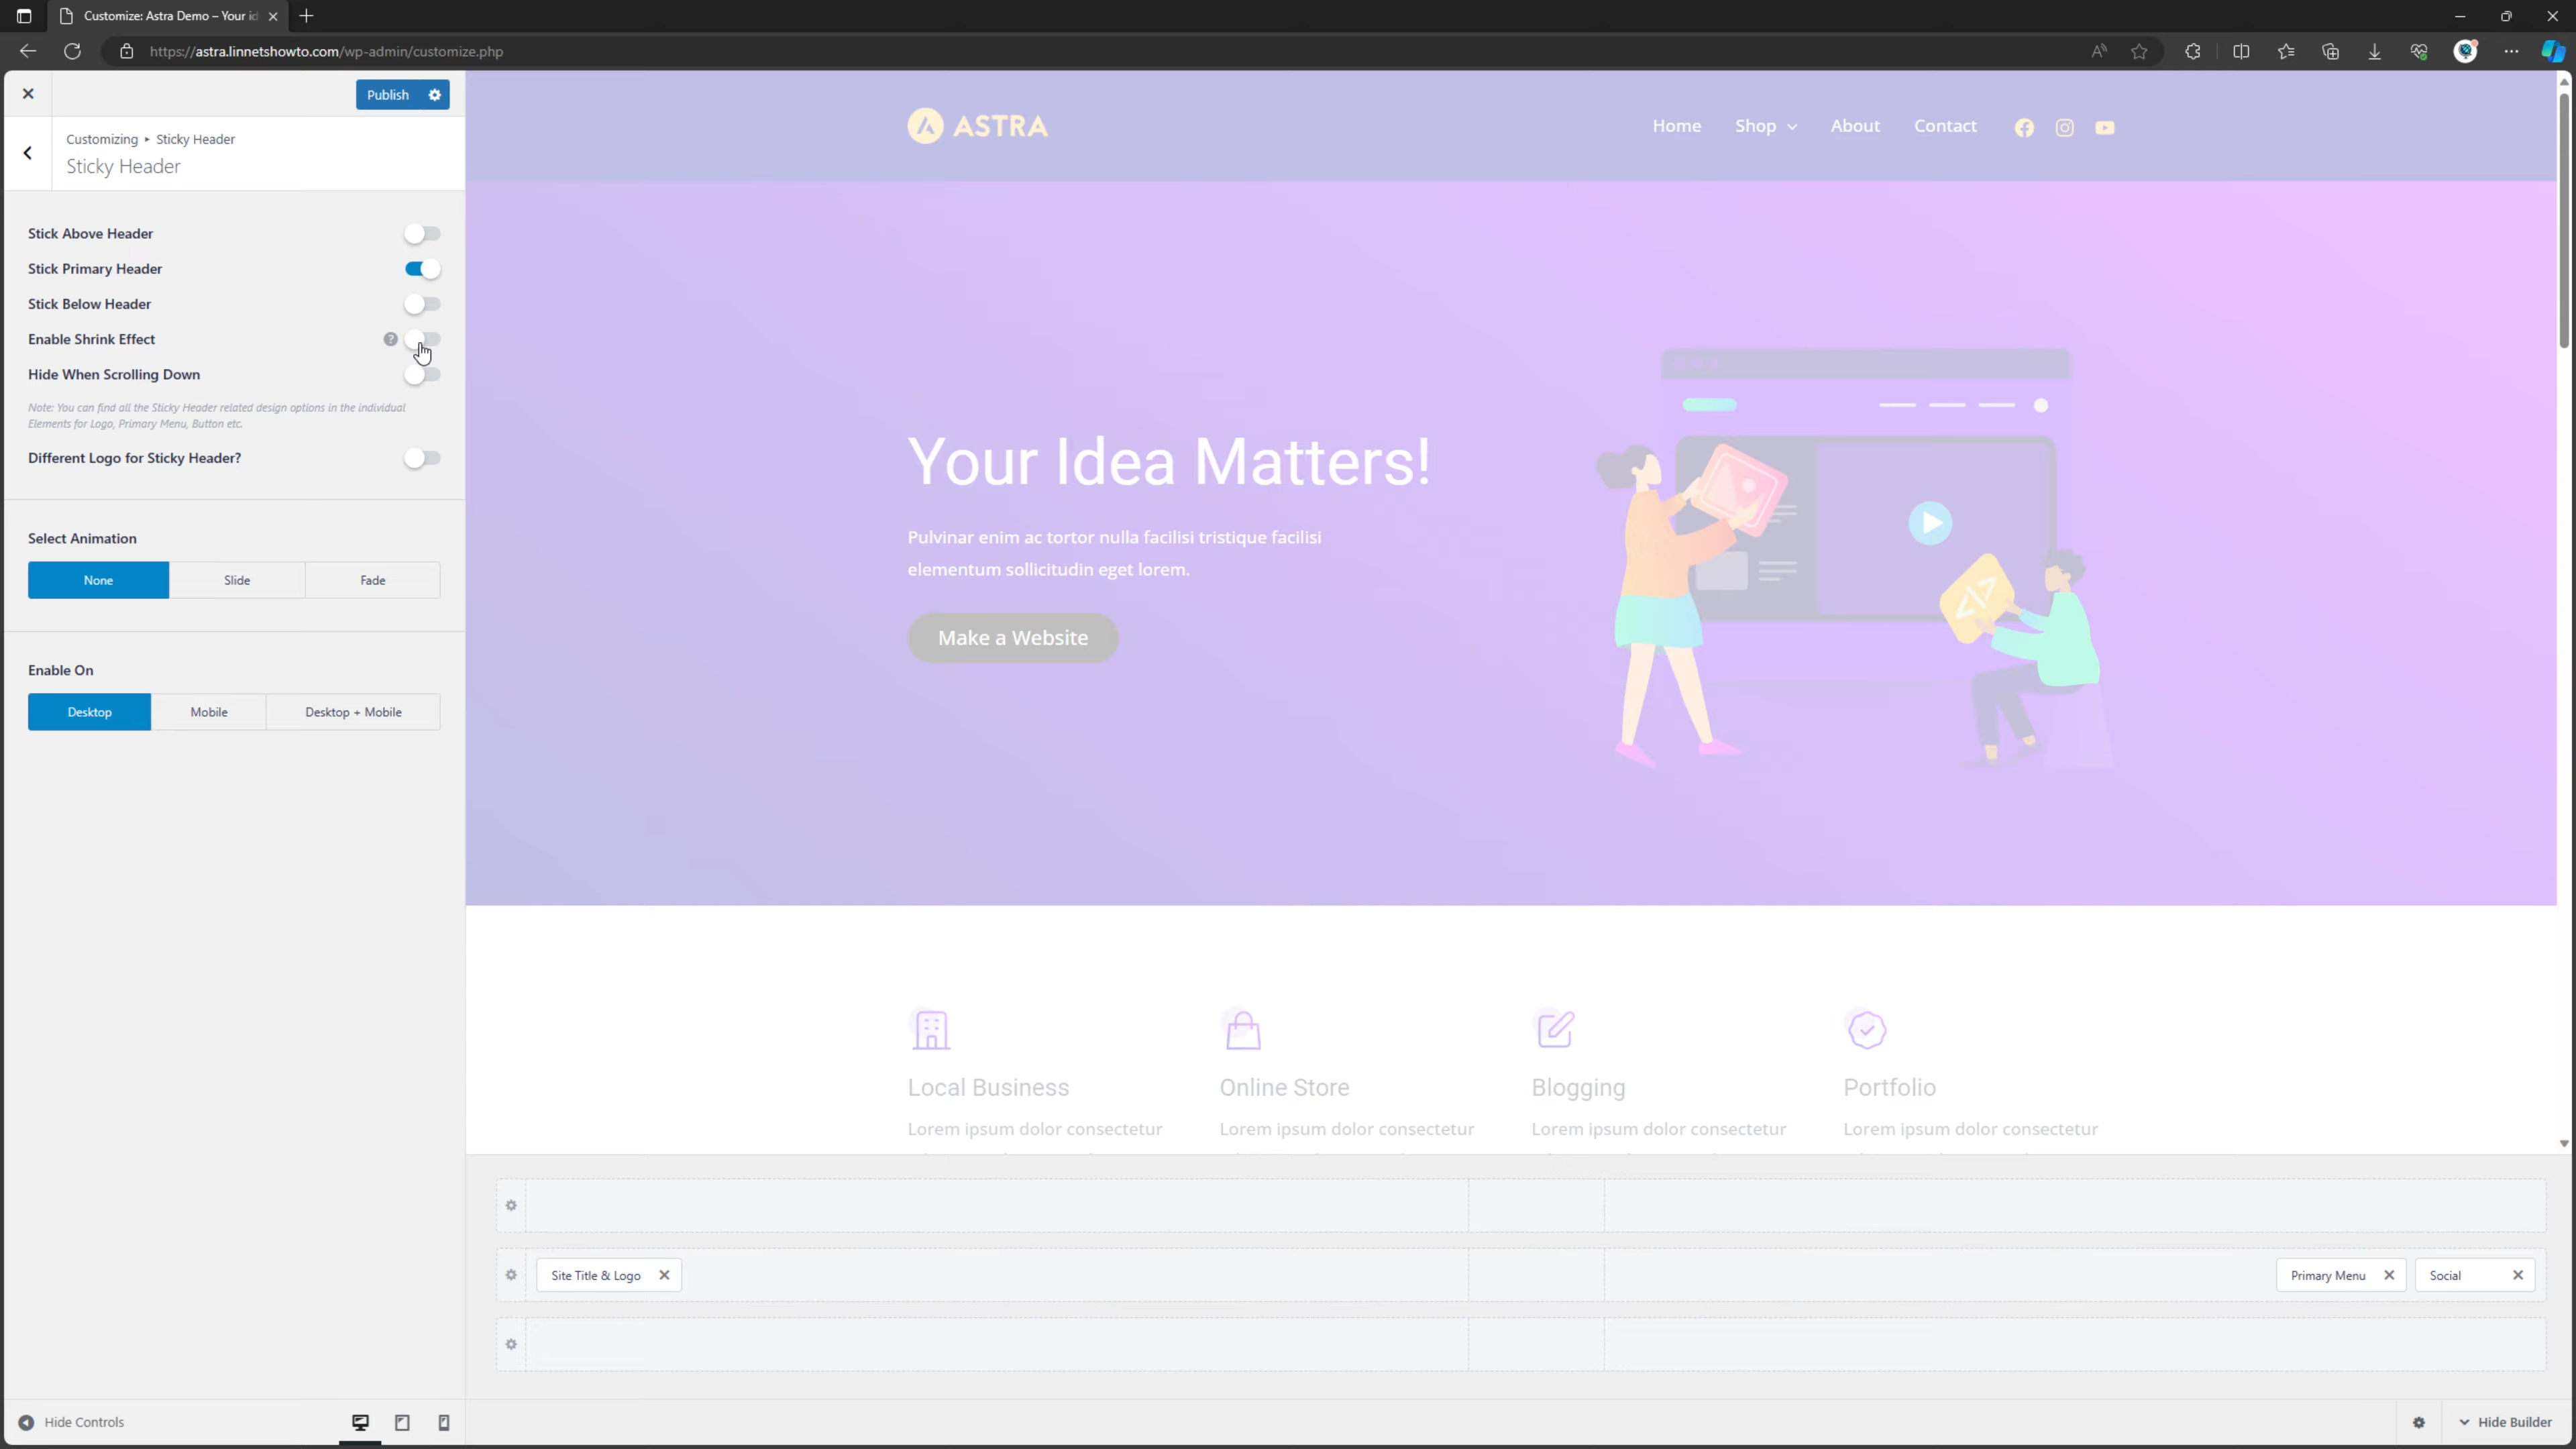 Customize: Astra Demo – Your id
https://astra.linnetshowto.com/wp-admin/customize.php
Publish
Customizing ▸ Sticky Header
Sticky Header
Stick Above Header
Stick Primary Header
Stick Below Header
Enable Shrink Effect
?
Hide When Scrolling Down
Note: You can find all the Sticky Header related design options in the individual
Elements for Logo, Primary Menu, Button etc.
Different Logo for Sticky Header?
Select Animation
None Slide Fade
Enable On
Desktop Mobile Desktop + Mobile
Hide Controls
ASTRA
Home Shop About Contact
Your Idea Matters!
Pulvinar enim ac tortor nulla facilisi tristique facilisi
elementum sollicitudin eget lorem.
Make a Website
</>
Local Business Online Store Blogging Portfolio
Lorem ipsum dolor consectetur Lorem ipsum dolor consectetur Lorem ipsum dolor consectetur Lorem ipsum dolor consectetur
Site Title & Logo Primary Menu Social
Hide Builder